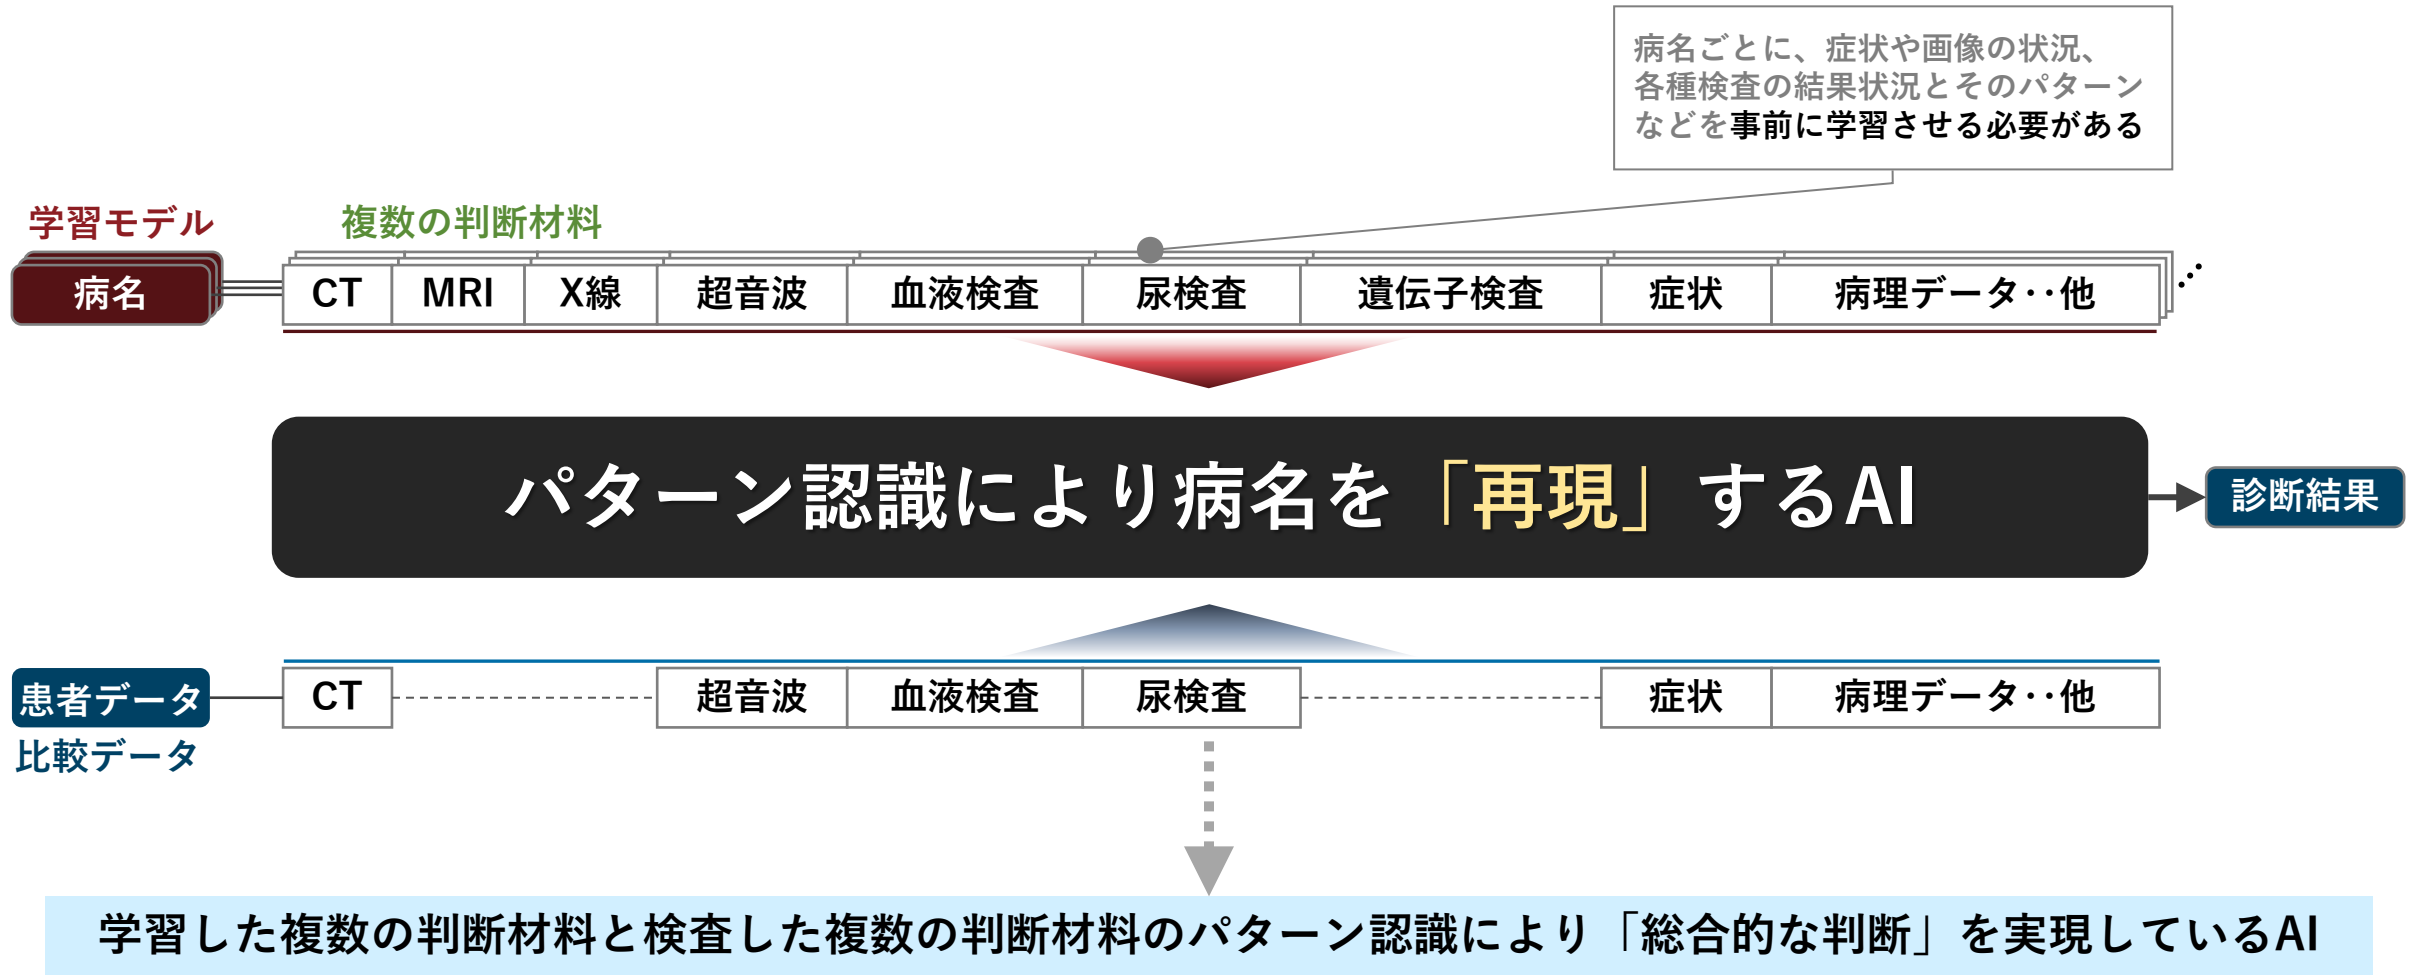 病名ごとに、症状や画像の状況、
各種検査の結果状況とそのパターン
などを事前に学習させる必要がある
学習モデル
複数の判断材料
病名
CT
MRI
X線
超音波
血液検査
尿検査
遺伝子検査
症状
病理データ‥他
パターン認識により病名を「再現」するAI
診断結果
患者データ
CT
超音波
血液検査
尿検査
症状
病理データ‥他
比較データ
学習した複数の判断材料と検査した複数の判断材料のパターン認識により「総合的な判断」を実現しているAI